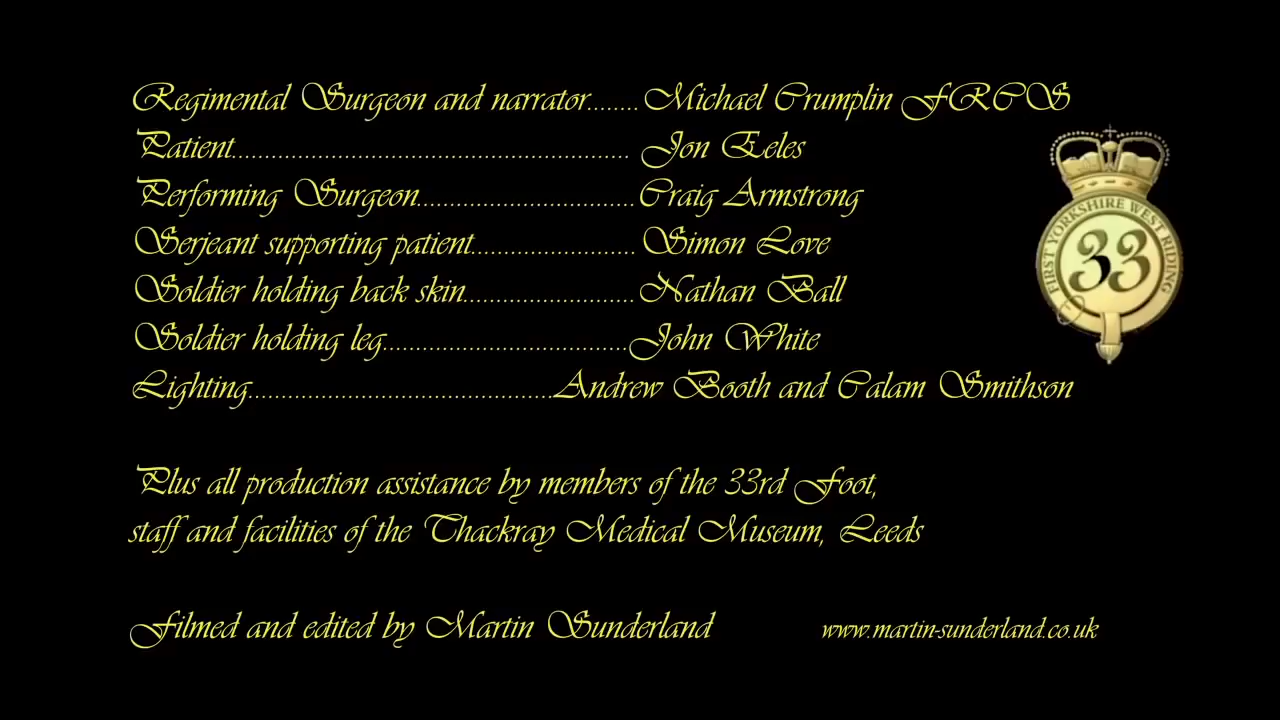 Regimental Surgeon and narrator........Michael Crumplin FRCS
Patient............................................................. Jon Eeles
Performing Surgeon.................................Craig Armstrong
Serjeant supporting patient......................... Simon Love
Soldier holding back skin..........................Nathan Ball
Soldier holding leg.....................................John White
Lighting...............................................Andrew Booth and Calam Smithson
FIRST YORKSHIRE WEST RIDING
33
Plus all production assistance by members of the 33rd Foot,
staff and facilities of the Thackray Medical Museum, Leeds
Filmed and edited by Martin Sunderland
www.martin-sunderland.co.uk